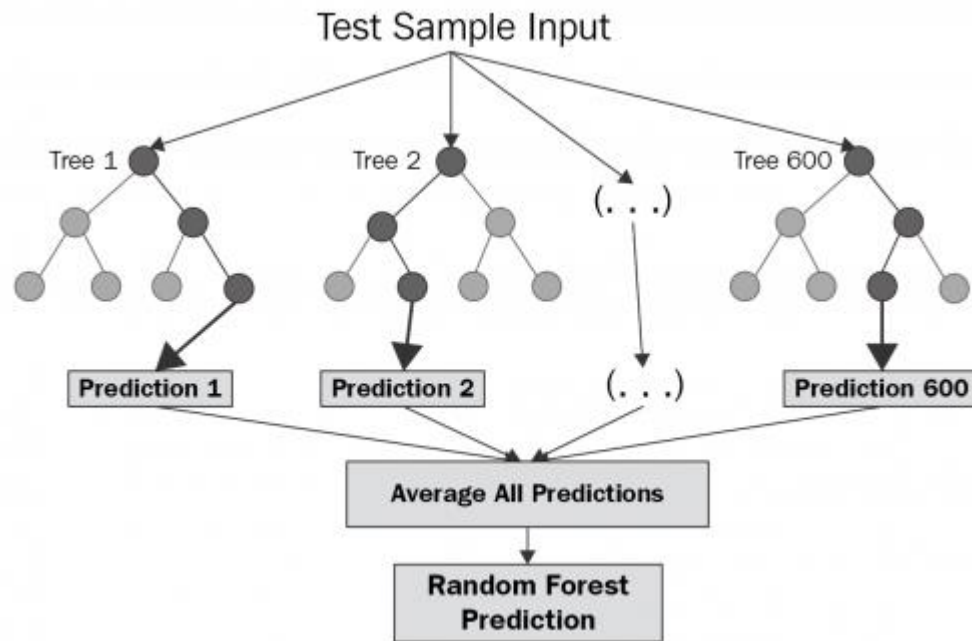 Test Sample Input
Tree 1
Tree 2
Tree 600
(. . .)
Prediction 1
Prediction 2
(. . .)
Prediction 600
Average All Predictions
Random Forest
Prediction